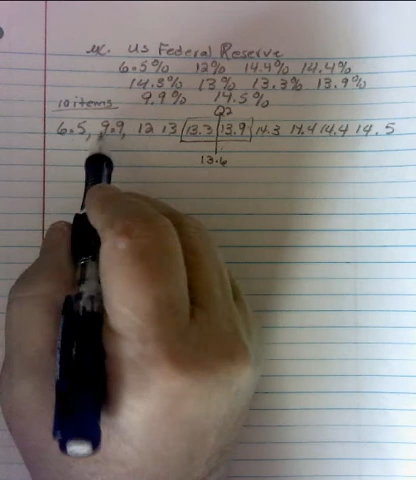 ex. US Federal Reserve
6.5% 12% 14.4% 14.4%
14.3% 13% 13.3% 13.9%
10 items 9.9% 14.5%
Q2
6.5, 9.9, 12 13 13.3 13.9 14.3 14.4 14.4 14.5
13.6